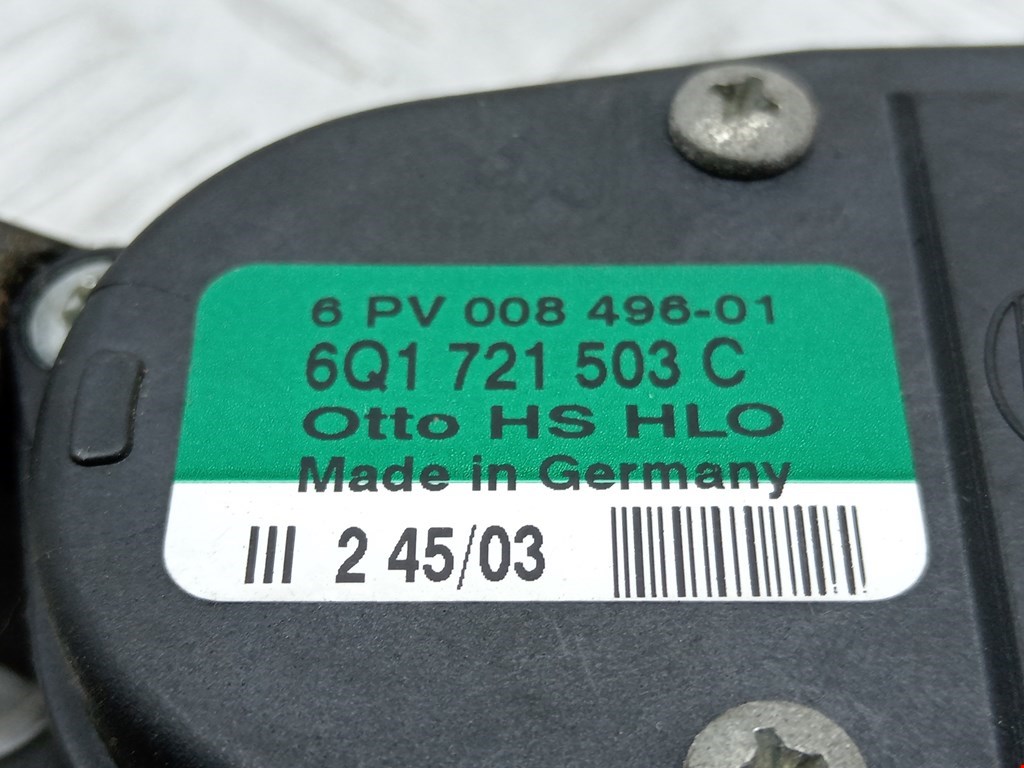 6 PV 008 496-01
6Q1 721 503 C
Otto HS HLO
Made in Germany
III 2 45/03